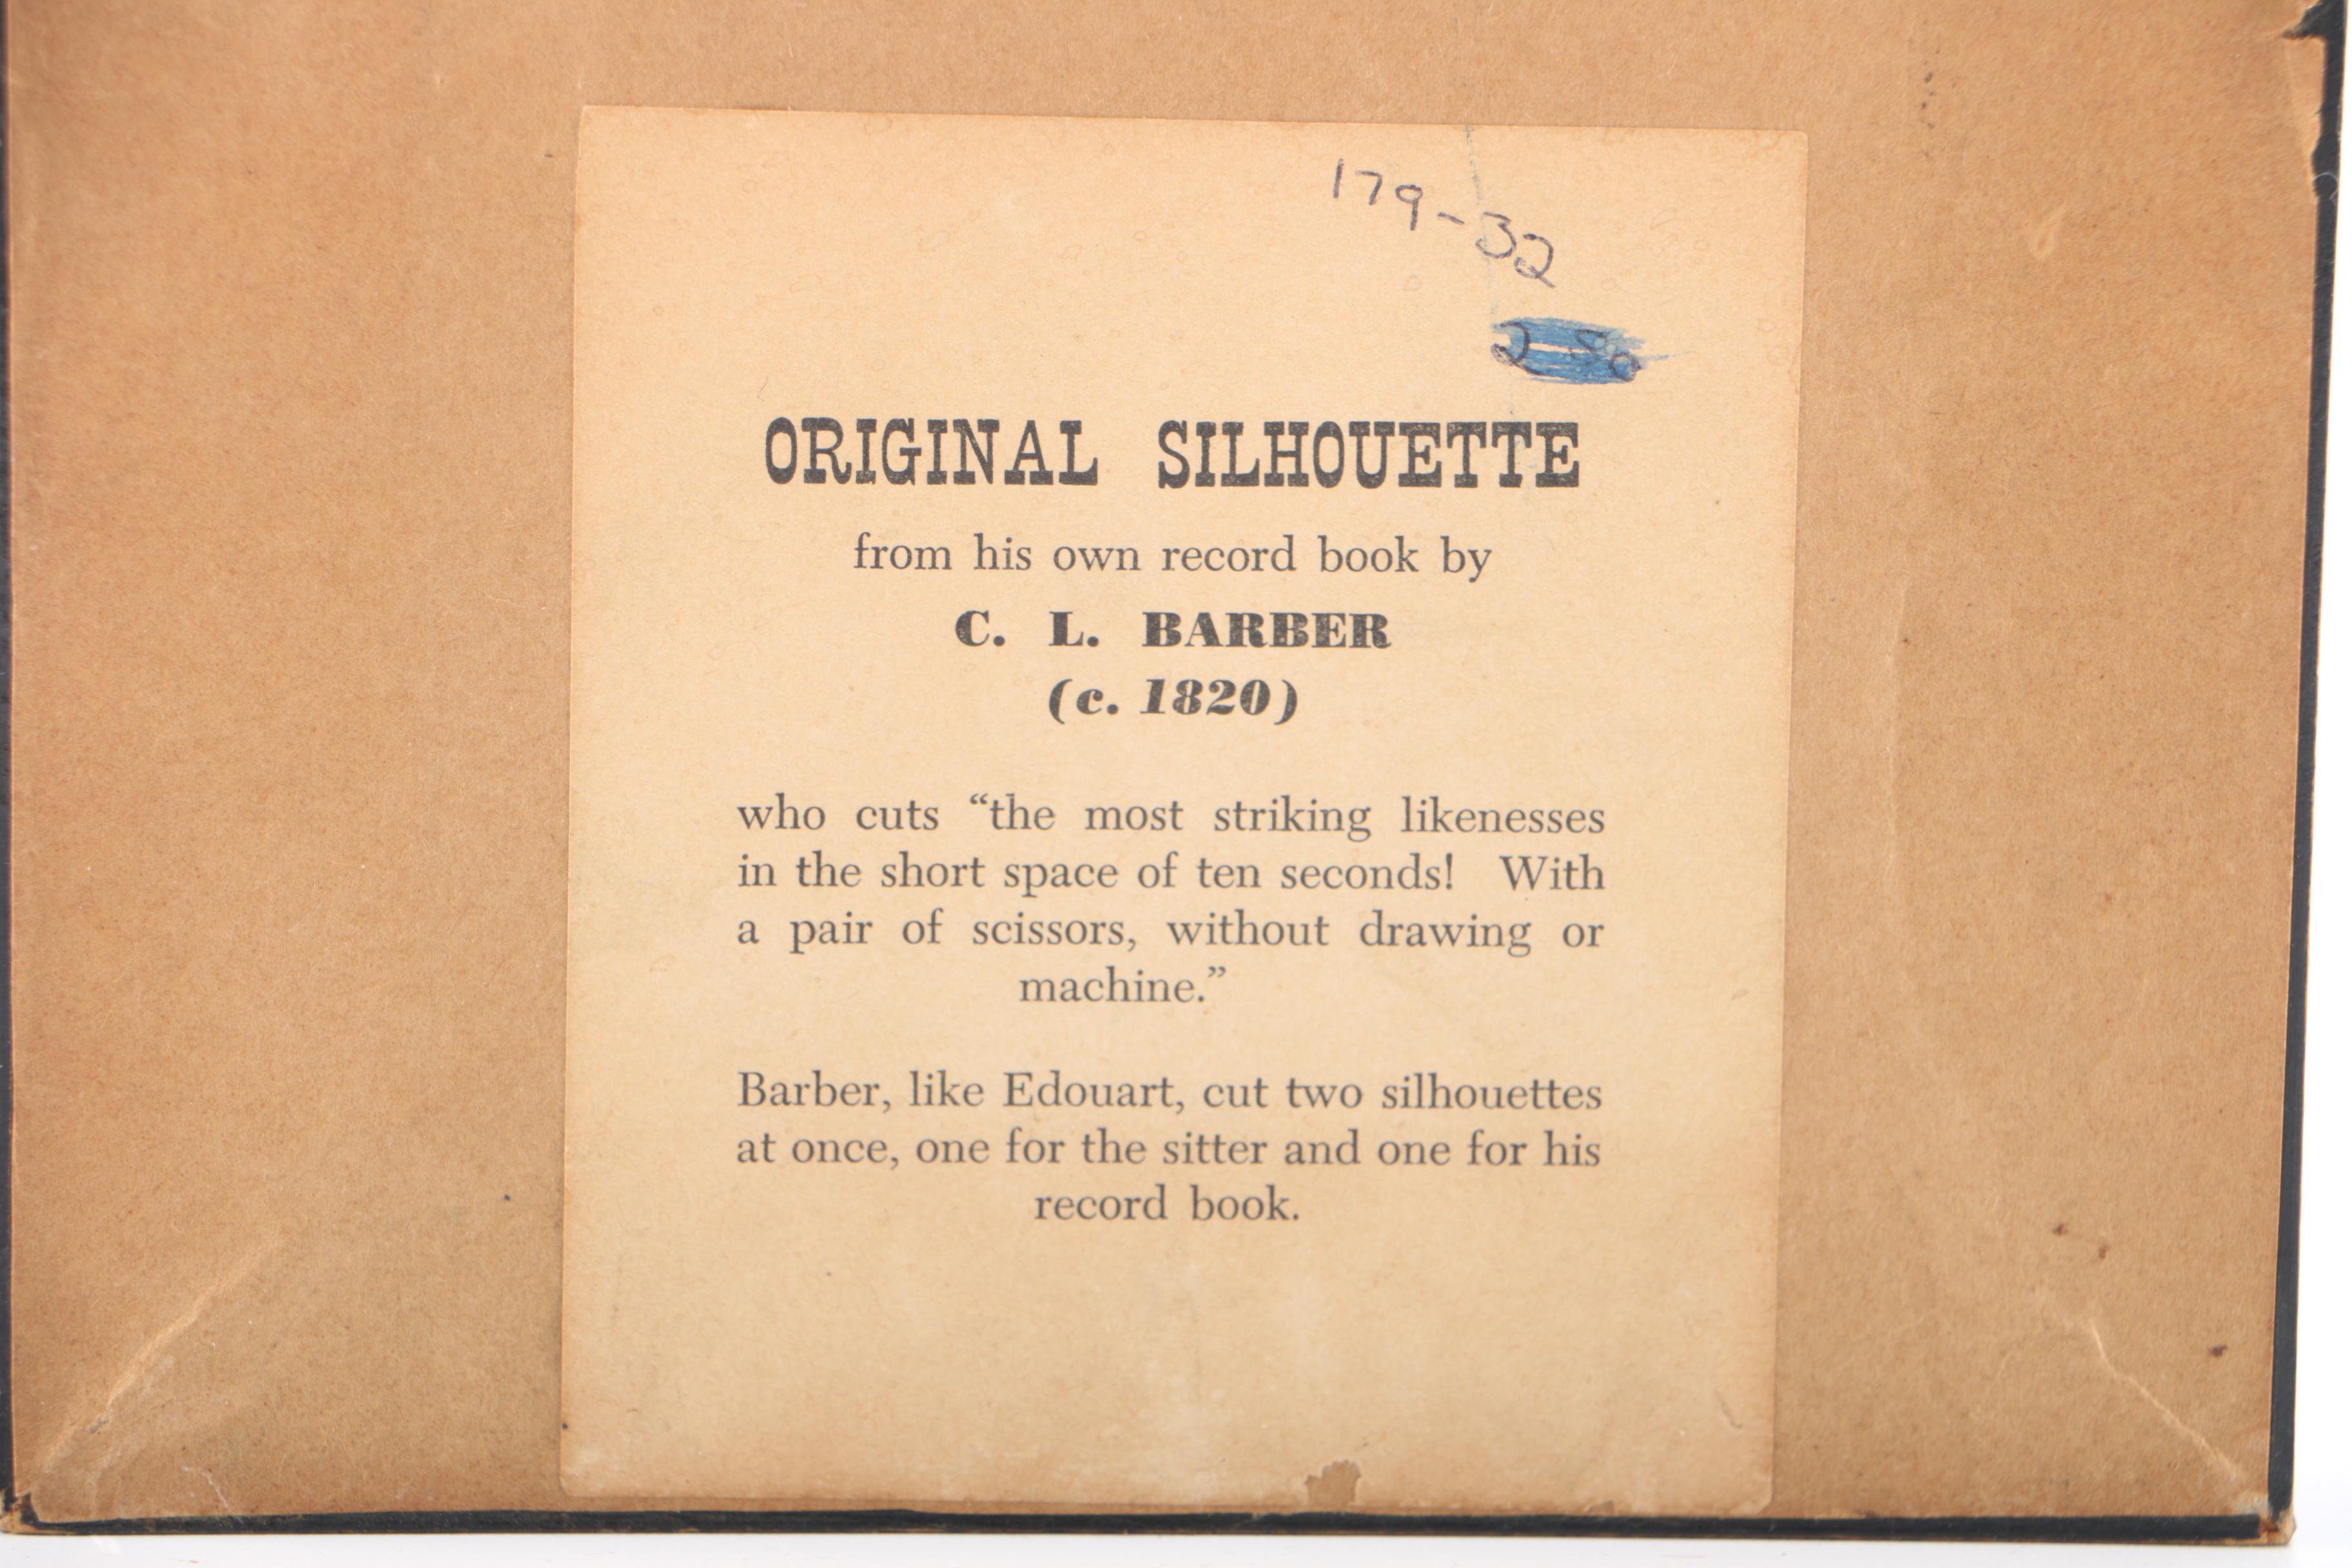 179-32
2 50
ORIGINAL SILHOUETTE
from his own record book by
C. L. BARBER
(c. 1820)
who cuts “the most striking likenesses
in the short space of ten seconds! With
a pair of scissors, without drawing or
machine.”
Barber, like Edouart, cut two silhouettes
at once, one for the sitter and one for his
record book.